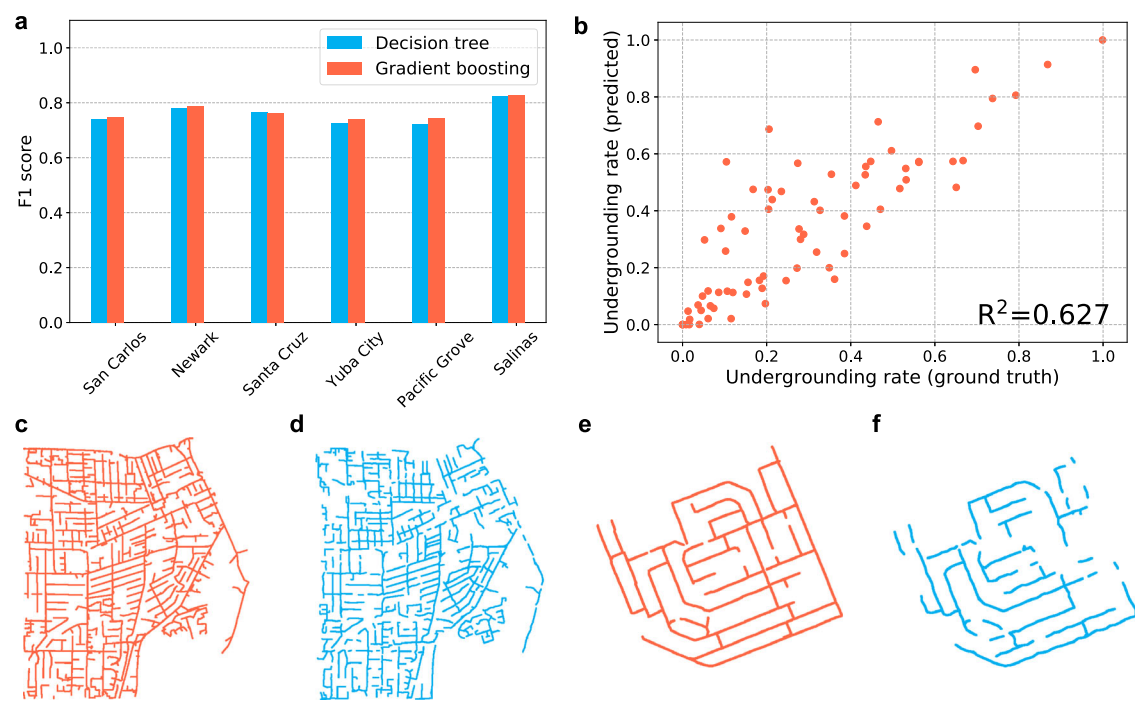 a
1.0
0.8
0.6
0.4
0.2
0.0
F1 score
Decision tree
Gradient boosting
San Carlos
Newark
Santa Cruz
Yuba City
Pacific Grove
Salinas
b
1.0
0.8
0.6
0.4
0.2
0.0
Undergrounding rate (predicted)
R²=0.627
0.0 0.2 0.4 0.6 0.8 1.0
Undergrounding rate (ground truth)
c
d
e
f